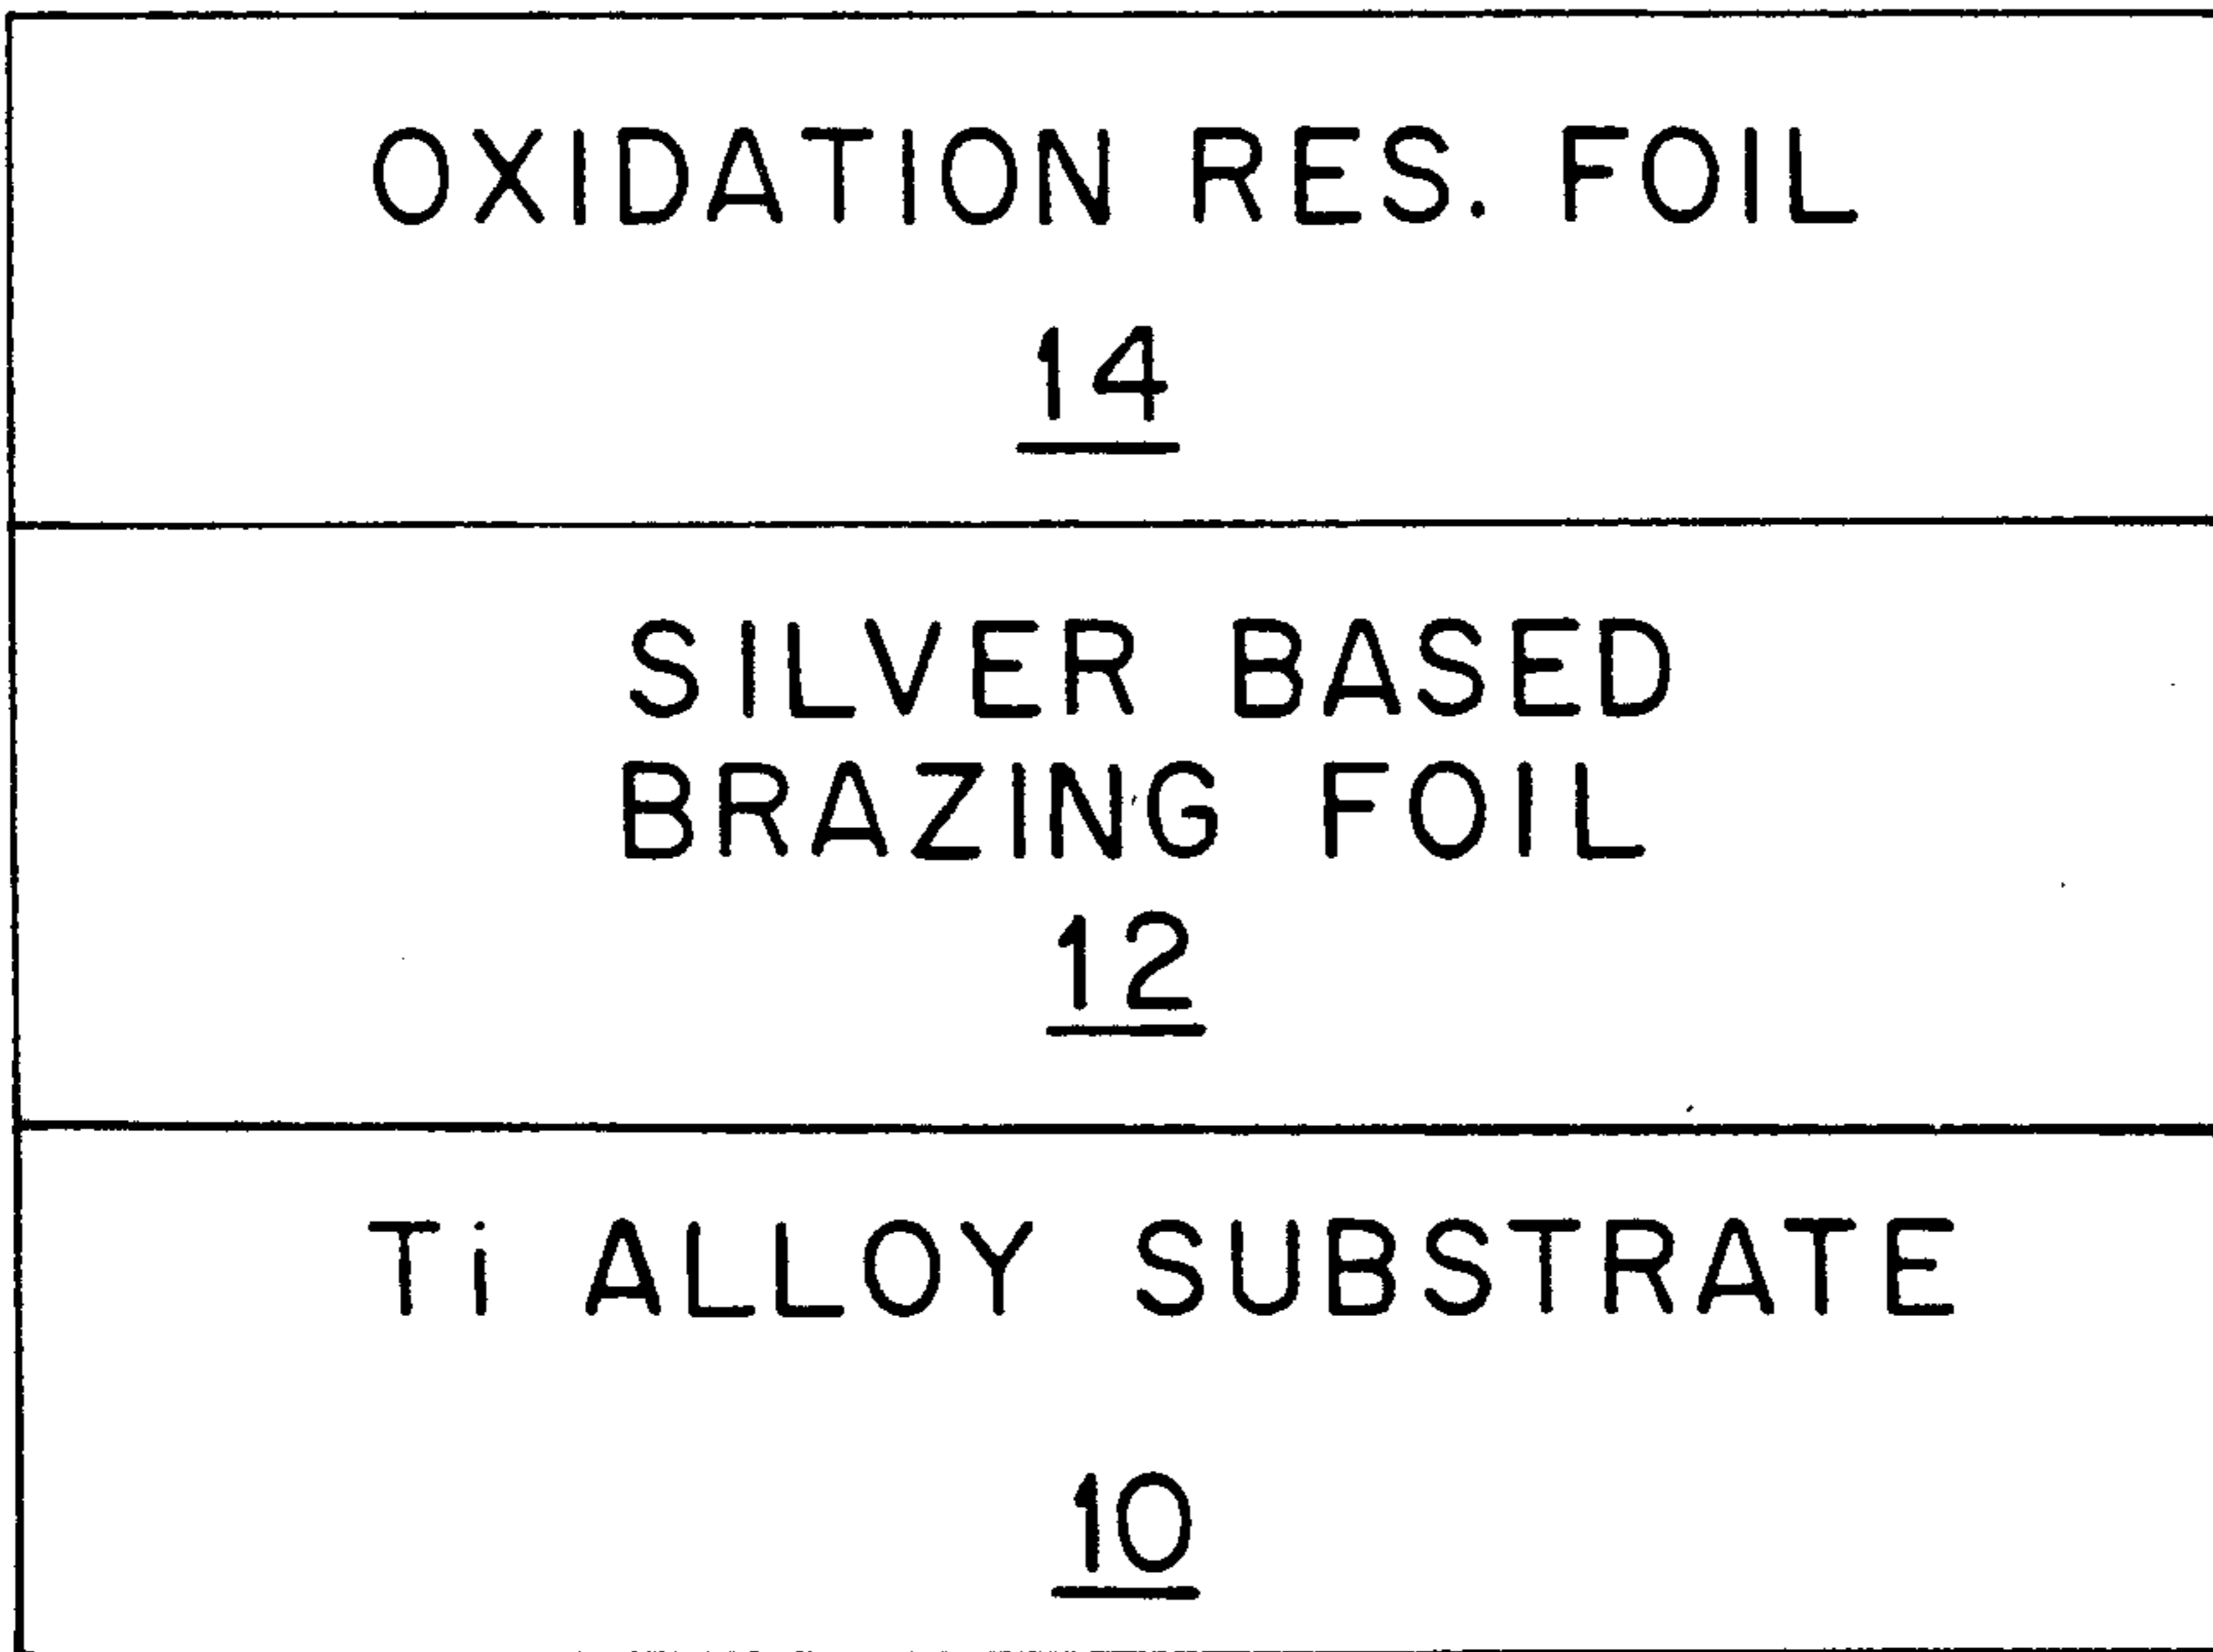 OXIDATION RES. FOIL
14
SILVER BASED
BRAZING FOIL
12
Ti ALLOY SUBSTRATE
10